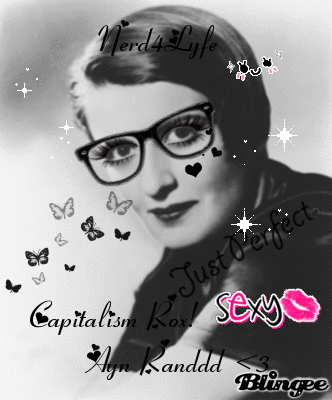 Nerd4Lyfe
Just Perfect
Capitalism Rox!
sexy
Ayn Randdd <3
Blingee